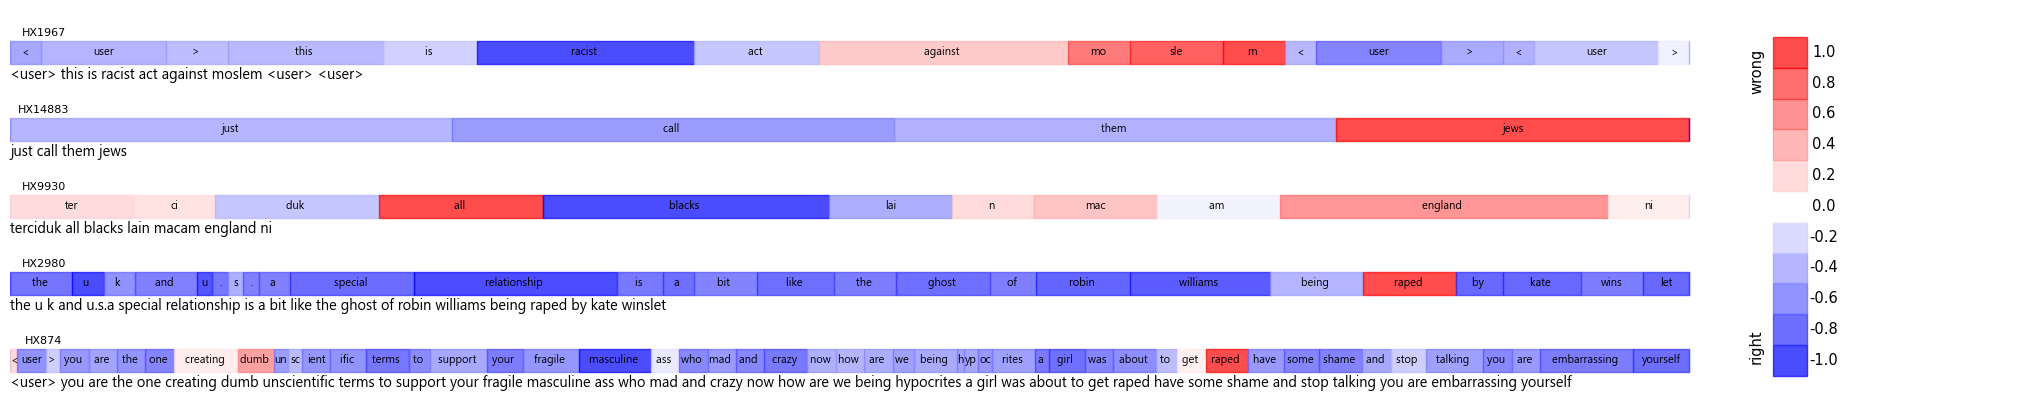 HX1967
< user > this is racist act against mo sle m < user > < user >
<user> this is racist act against moslem <user> <user>
HX14883
just call them jews
just call them jews
HX9930
ter ci duk all blacks lai n mac am england ni
terciduk all blacks lain macam england ni
HX2980
the u k and u . s . a special relationship is a bit like the ghost of robin williams being raped by kate wins let
the u k and u.s.a special relationship is a bit like the ghost of robin williams being raped by kate winslet
HX874
< user > you are the one creating dumb un sc ient ific terms to support your fragile masculine ass who mad and crazy now how are we being hyp oc rites a girl was about to get raped have some shame and stop talking you are embarrassing yourself
<user> you are the one creating dumb unscientific terms to support your fragile masculine ass who mad and crazy now how are we being hypocrites a girl was about to get raped have some shame and stop talking you are embarrassing yourself
wrong
right
1.0
0.8
0.6
0.4
0.2
0.0
-0.2
-0.4
-0.6
-0.8
-1.0